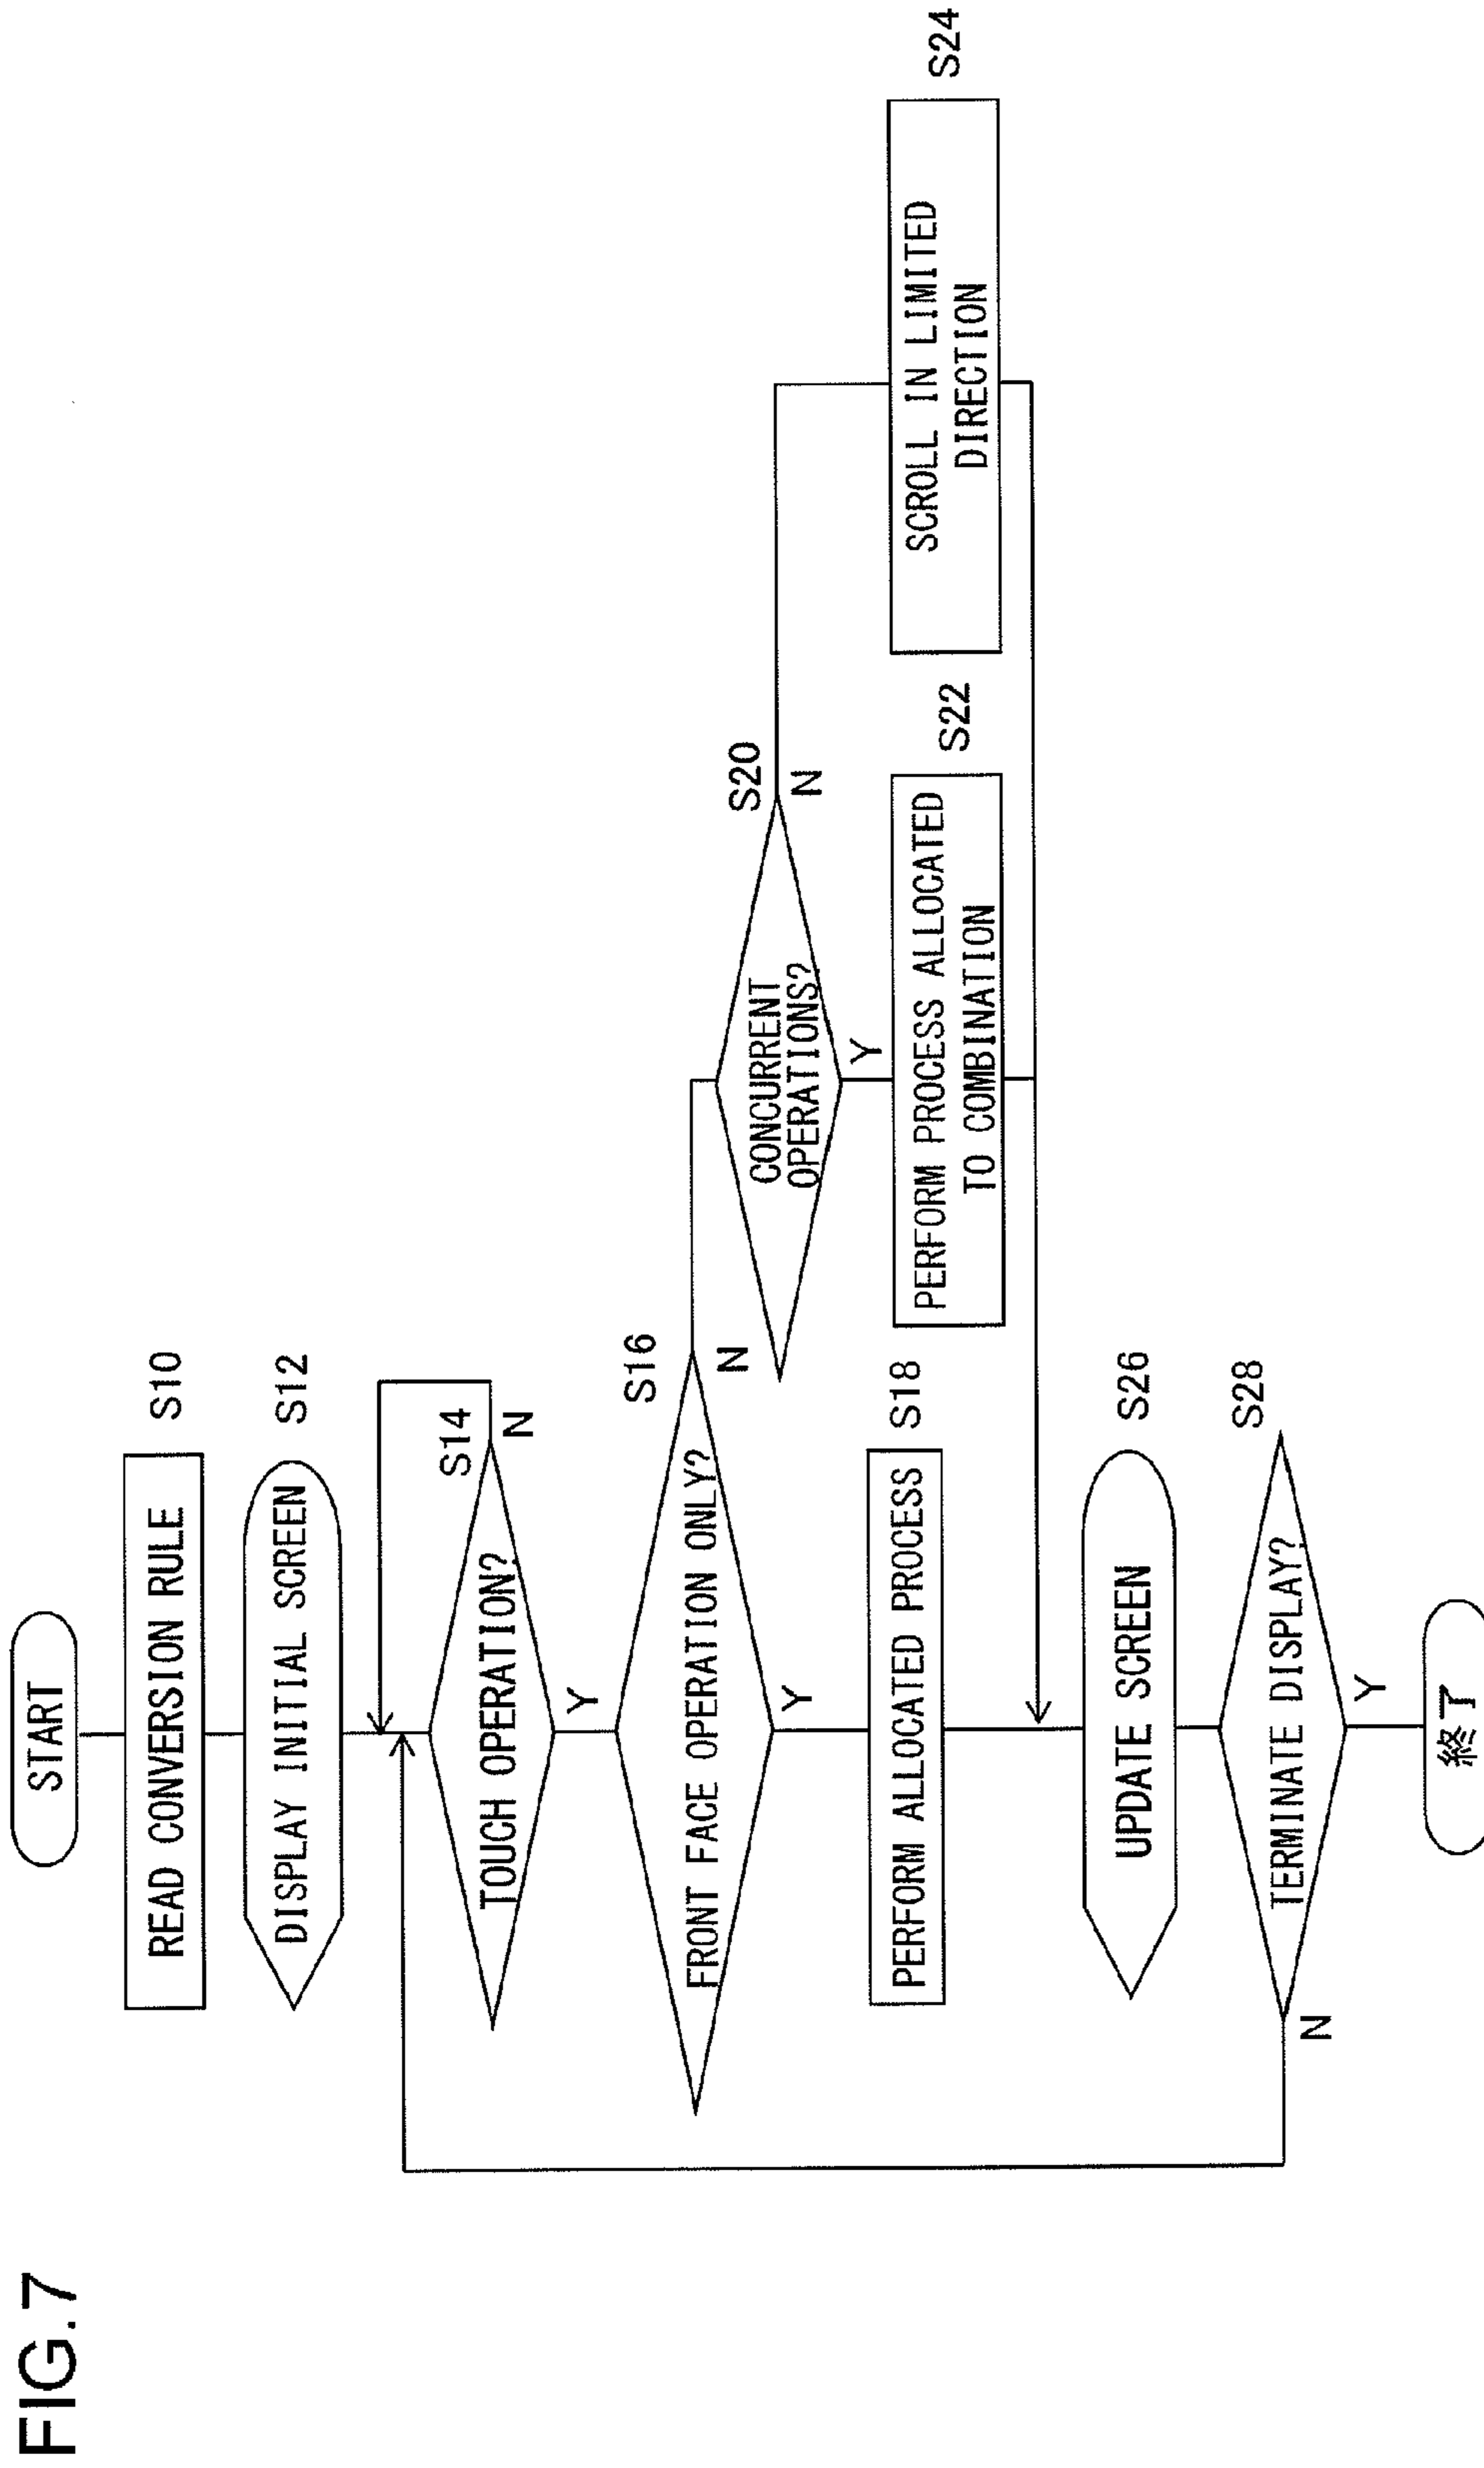 FIG.7
START
READ CONVERSION RULE
S10
DISPLAY INITIAL SCREEN
S12
TOUCH OPERATION?
S14
N
Y
FRONT FACE OPERATION ONLY?
S16
N
Y
CONCURRENT
OPERATIONS?
S20
N
Y
PERFORM ALLOCATED PROCESS
S18
PERFORM PROCESS ALLOCATED
TO COMBINATION
S22
SCROLL IN LIMITED
DIRECTION
S24
UPDATE SCREEN
S26
TERMINATE DISPLAY?
S28
N
Y
終了